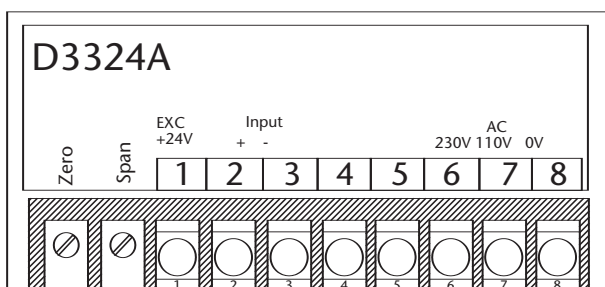 D3324A
EXC Input AC
+24V + - 230V 110V 0V
Zero Span 1 2 3 4 5 6 7 8
1 2 3 4 5 6 7 8